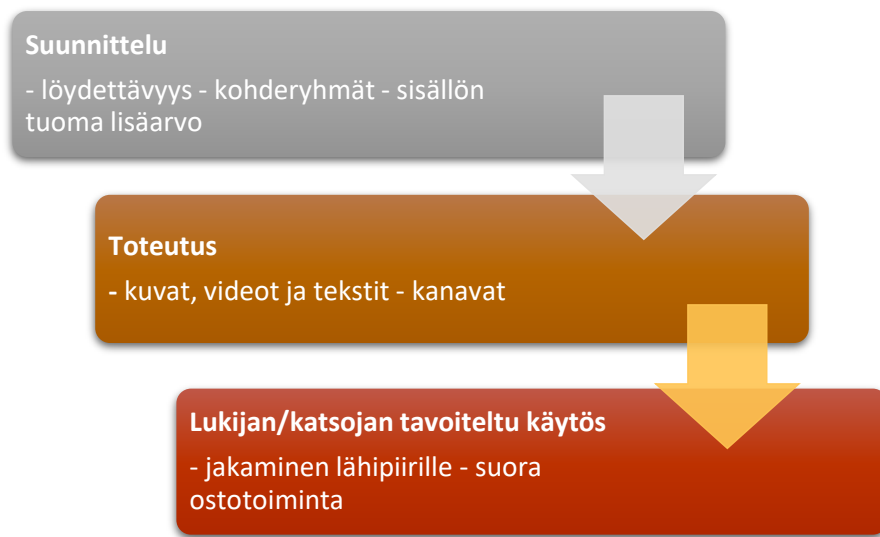 Suunnittelu
- löydettävyys - kohderyhmät - sisällön
tuoma lisäarvo
Toteutus
- kuvat, videot ja tekstit - kanavat
Lukijan/katsojan tavoiteltu käytös
- jakaminen lähipiirille - suora
ostotoiminta